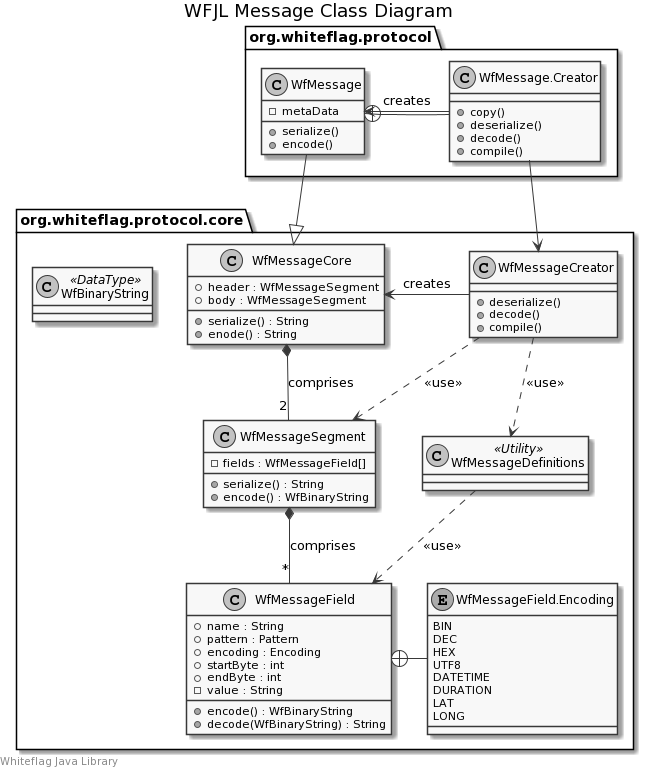 WFJL Message Class Diagram
org.whiteflag.protocol
C WfMessage
metaData
serialize()
encode()
creates
C WfMessage.Creator
copy()
deserialize()
decode()
compile()
org.whiteflag.protocol.core
C «DataType»
WfBinaryString
C WfMessageCore
header : WfMessageSegment
body : WfMessageSegment
serialize() : String
enode() : String
creates
C WfMessageCreator
deserialize()
decode()
compile()
comprises
2
«use»
«use»
C WfMessageSegment
fields : WfMessageField[]
serialize() : String
encode() : WfBinaryString
C «Utility»
WfMessageDefinitions
comprises
*
«use»
C WfMessageField
name : String
pattern : Pattern
encoding : Encoding
startByte : int
endByte : int
value : String
encode() : WfBinaryString
decode(WfBinaryString) : String
E WfMessageField.Encoding
BIN
DEC
HEX
UTF8
DATETIME
DURATION
LAT
LONG
Whiteflag Java Library